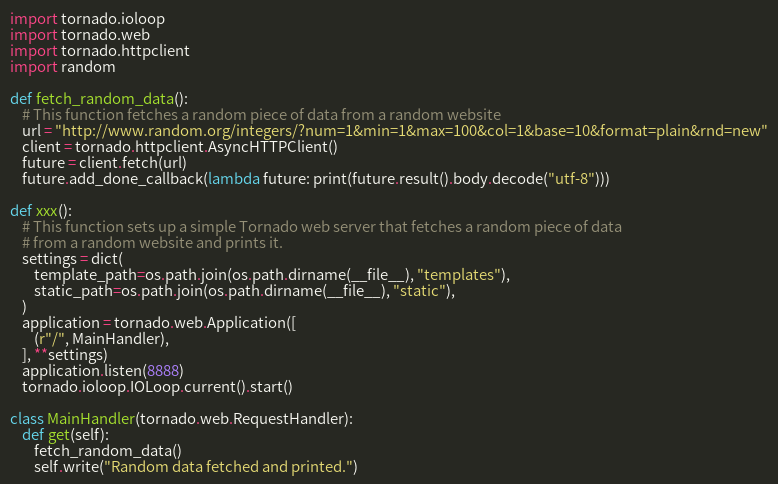 import tornado.ioloop
import tornado.web
import tornado.httpclient
import random

def fetch_random_data():
    # This function fetches a random piece of data from a random website
    url = "http://www.random.org/integers/?num=1&min=1&max=100&col=1&base=10&format=plain&rnd=new"
    client = tornado.httpclient.AsyncHTTPClient()
    future = client.fetch(url)
    future.add_done_callback(lambda future: print(future.result().body.decode("utf-8")))

def xxx():
    # This function sets up a simple Tornado web server that fetches a random piece of data
    # from a random website and prints it.
    settings = dict(
        template_path=os.path.join(os.path.dirname(__file__), "templates"),
        static_path=os.path.join(os.path.dirname(__file__), "static"),
    )
    application = tornado.web.Application([
        (r"/", MainHandler),
    ], **settings)
    application.listen(8888)
    tornado.ioloop.IOLoop.current().start()

class MainHandler(tornado.web.RequestHandler):
    def get(self):
        fetch_random_data()
        self.write("Random data fetched and printed.")